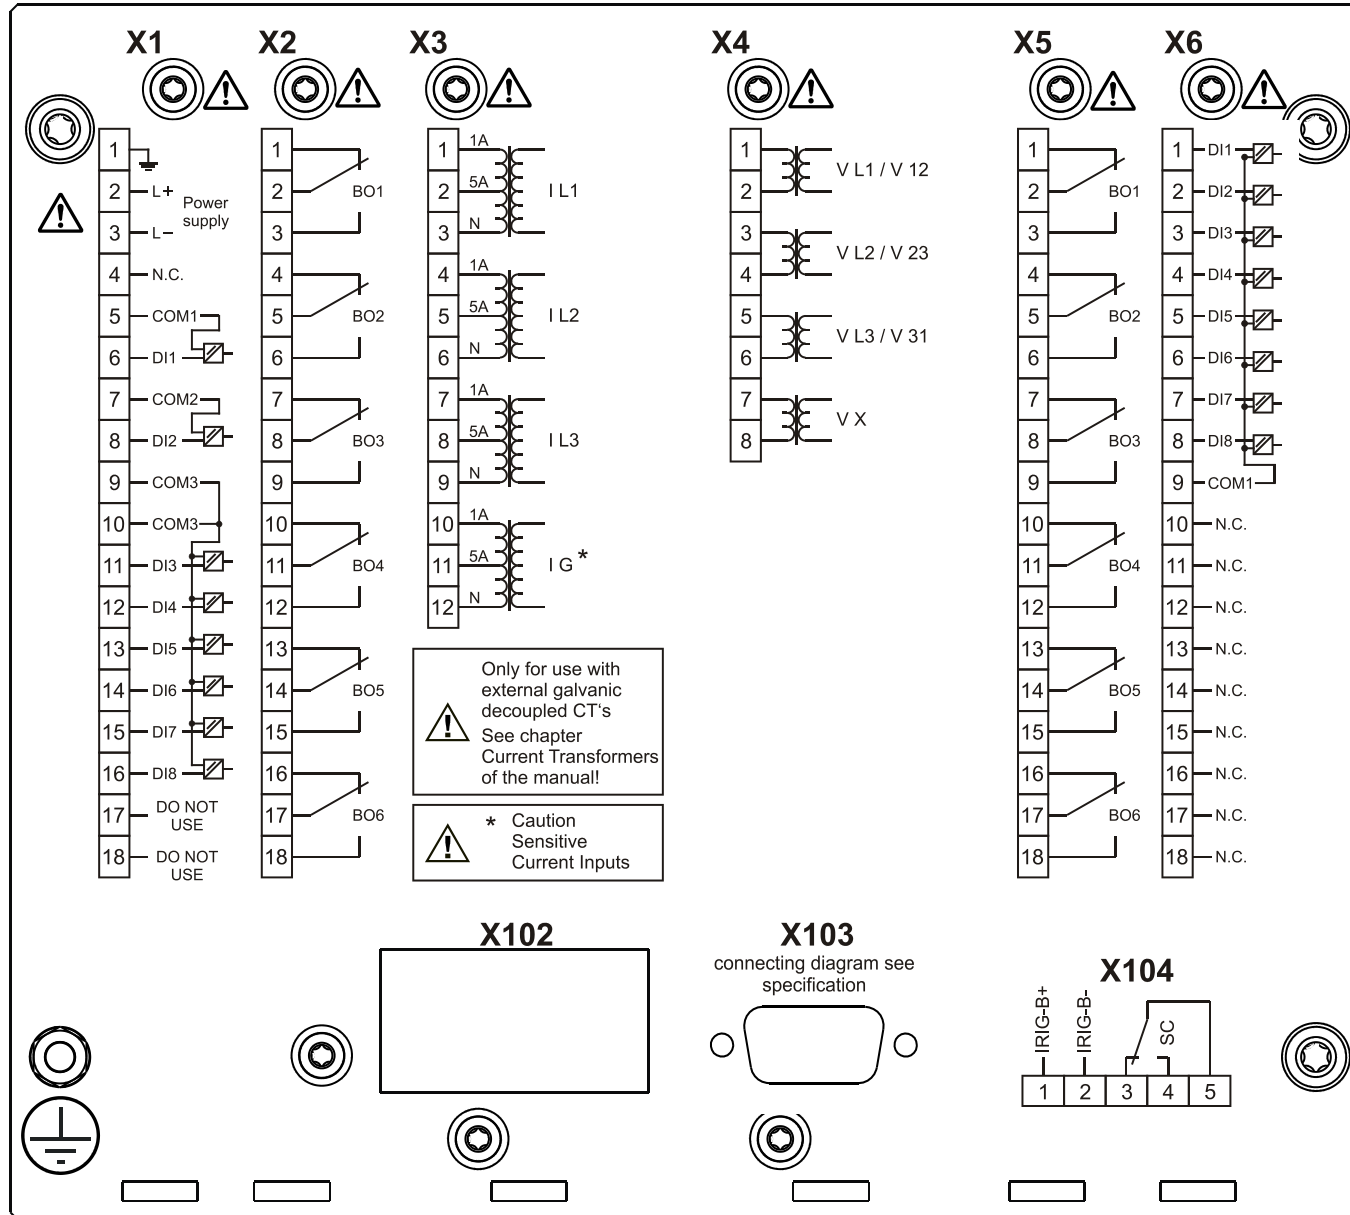 X1
X2
X3
X4
X5
X6
1
2 L+
Power
supply
3 L–
4 N.C.
5 COM1
6 DI1
7 COM2
8 DI2
9 COM3
10 COM3
11 DI3
12 DI4
13 DI5
14 DI6
15 DI7
16 DI8
17 DO NOT
USE
18 DO NOT
USE
1
2 BO1
3
4
5 BO2
6
7
8 BO3
9
10
11 BO4
12
13
14 BO5
15
16
17 BO6
18
1 1A
2 5A I L1
3 N
4 1A
5 5A I L2
6 N
7 1A
8 5A I L3
9 N
10 1A
11 5A I G *
12 N
Only for use with
external galvanic
decoupled CT‘s
See chapter
Current Transformers
of the manual!
* Caution
Sensitive
Current Inputs
1
V L1 / V 12
2
3
V L2 / V 23
4
5
V L3 / V 31
6
7
V X
8
1
2 BO1
3
4
5 BO2
6
7
8 BO3
9
10
11 BO4
12
13
14 BO5
15
16
17 BO6
18
1 DI1
2 DI2
3 DI3
4 DI4
5 DI5
6 DI6
7 DI7
8 DI8
9 COM1
10 N.C.
11 N.C.
12 N.C.
13 N.C.
14 N.C.
15 N.C.
16 N.C.
17 N.C.
18 N.C.
X102
X103
connecting diagram see
specification
X104
IRIG-B+
IRIG-B-
SC
1 2 3 4 5